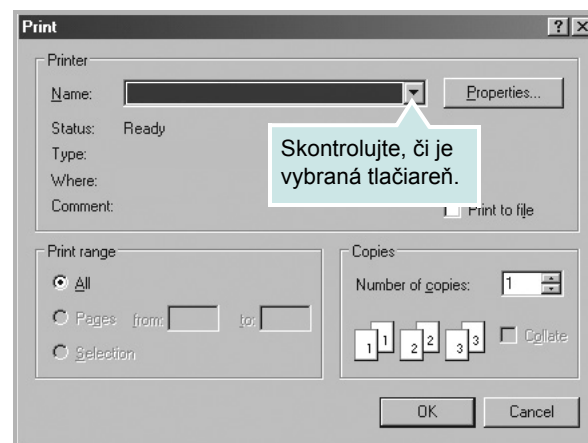 Print
Printer
Name:
Properties...
Status: Ready
Type:
Where:
Comment:
Skontrolujte, či je
vybraná tlačiareň.
Print to file
Print range
All
Pages from: to:
Selection
Copies
Number of copies: 1
1 1 2 2 3 3
Collate
OK Cancel